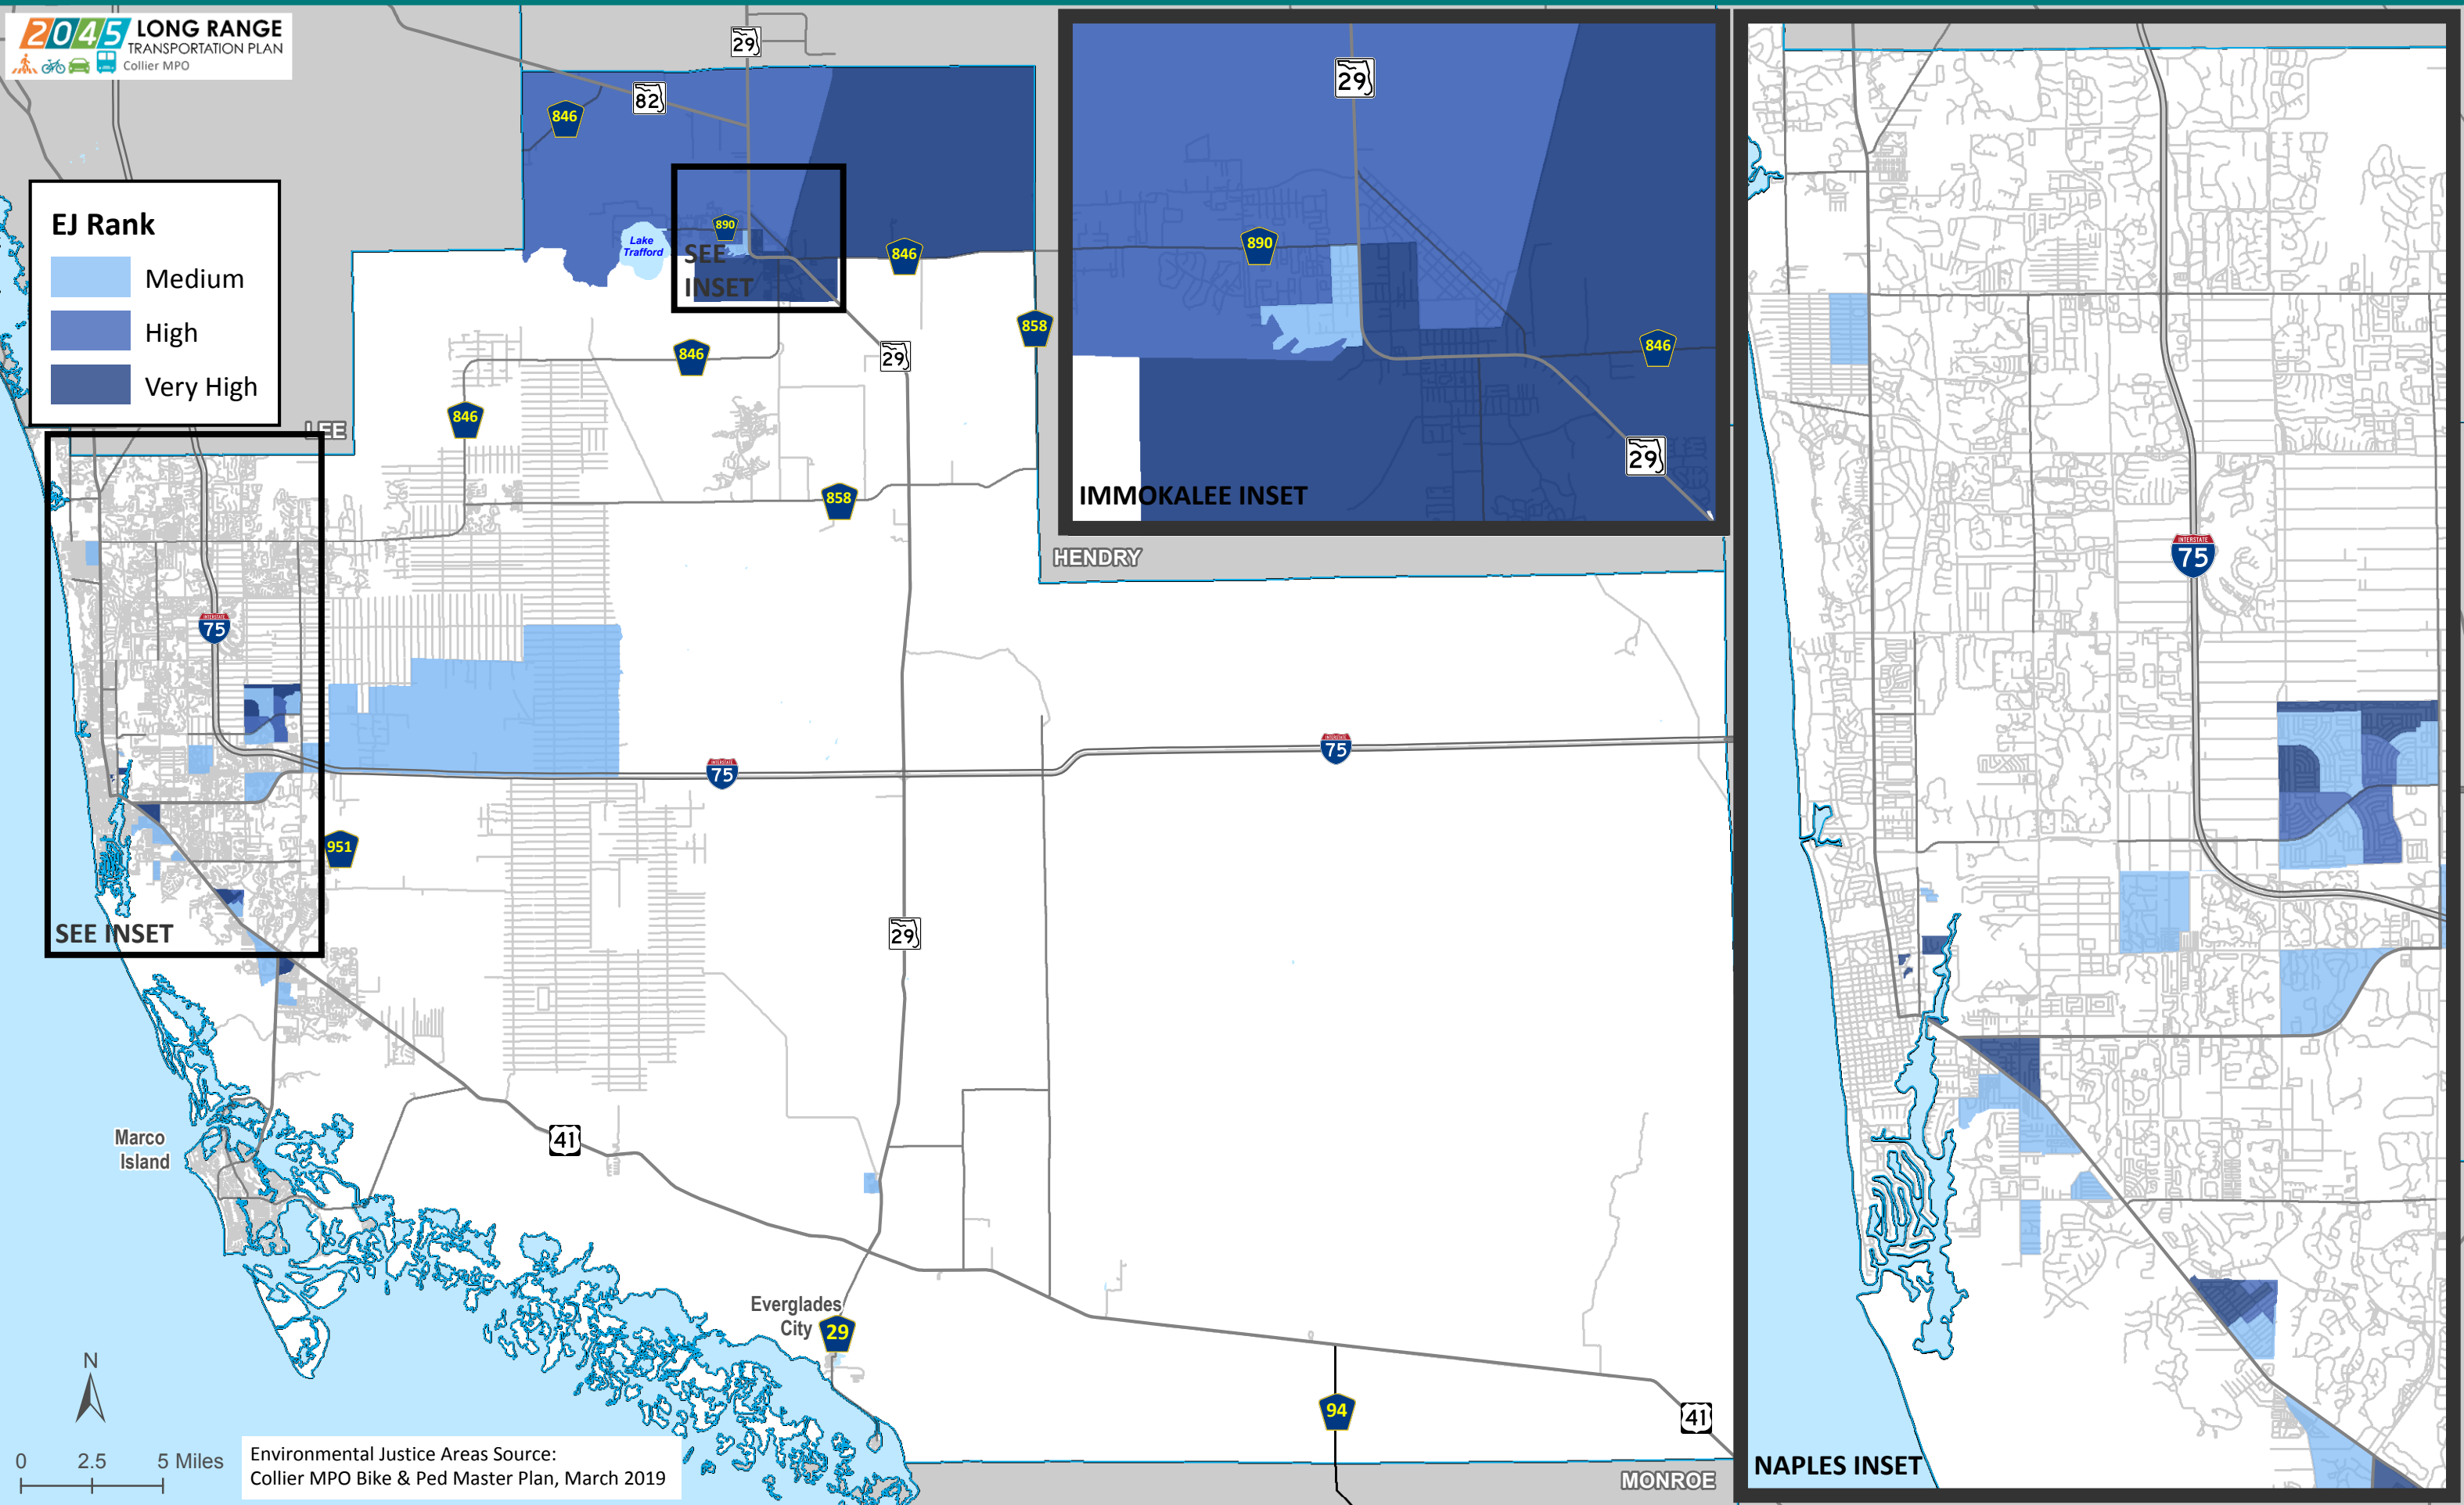 2045 LONG RANGE
TRANSPORTATION PLAN
Collier MPO
EJ Rank
Medium
High
Very High
29
82
846
890
Lake
Trafford
SEE
INSET
846
858
846
29
846
858
LEE
HENDRY
75
75
75
951
SEE INSET
29
41
Marco
Island
Everglades
City
29
94
41
MONROE
N
0 2.5 5 Miles
Environmental Justice Areas Source:
Collier MPO Bike & Ped Master Plan, March 2019
29
890
846
29
IMMOKALEE INSET
INTERSTATE
75
NAPLES INSET